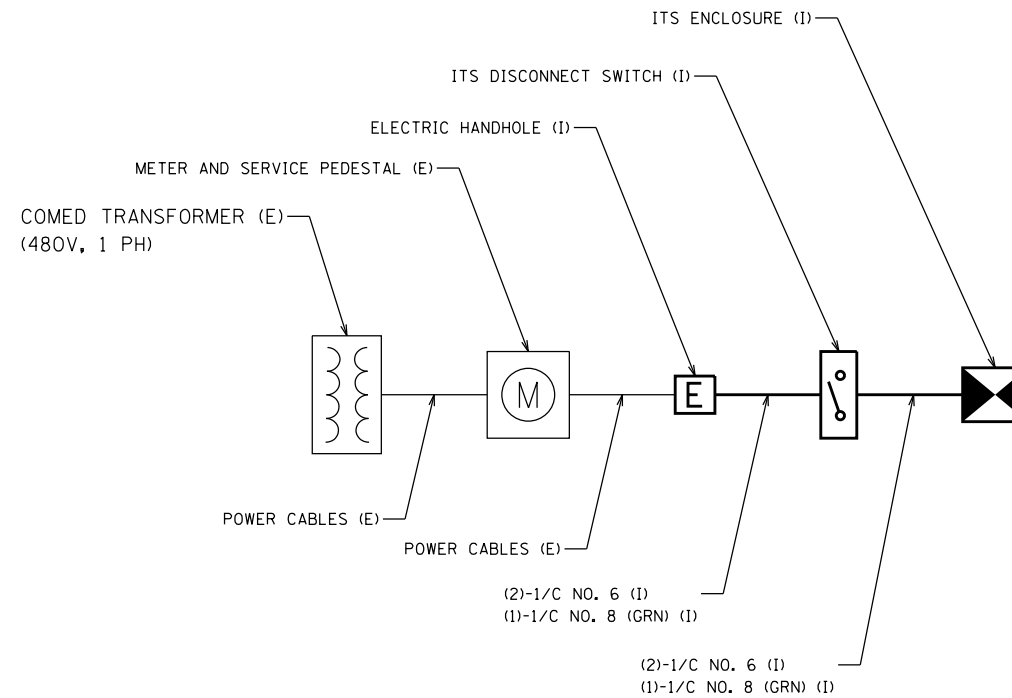 ITS ENCLOSURE (I)
ITS DISCONNECT SWITCH (I)
ELECTRIC HANDHOLE (I)
METER AND SERVICE PEDESTAL (E)
COMED TRANSFORMER (E)
(480V, 1 PH)
M
E
POWER CABLES (E)
POWER CABLES (E)
(2)-1/C NO. 6 (I)
(1)-1/C NO. 8 (GRN) (I)
(2)-1/C NO. 6 (I)
(1)-1/C NO. 8 (GRN) (I)